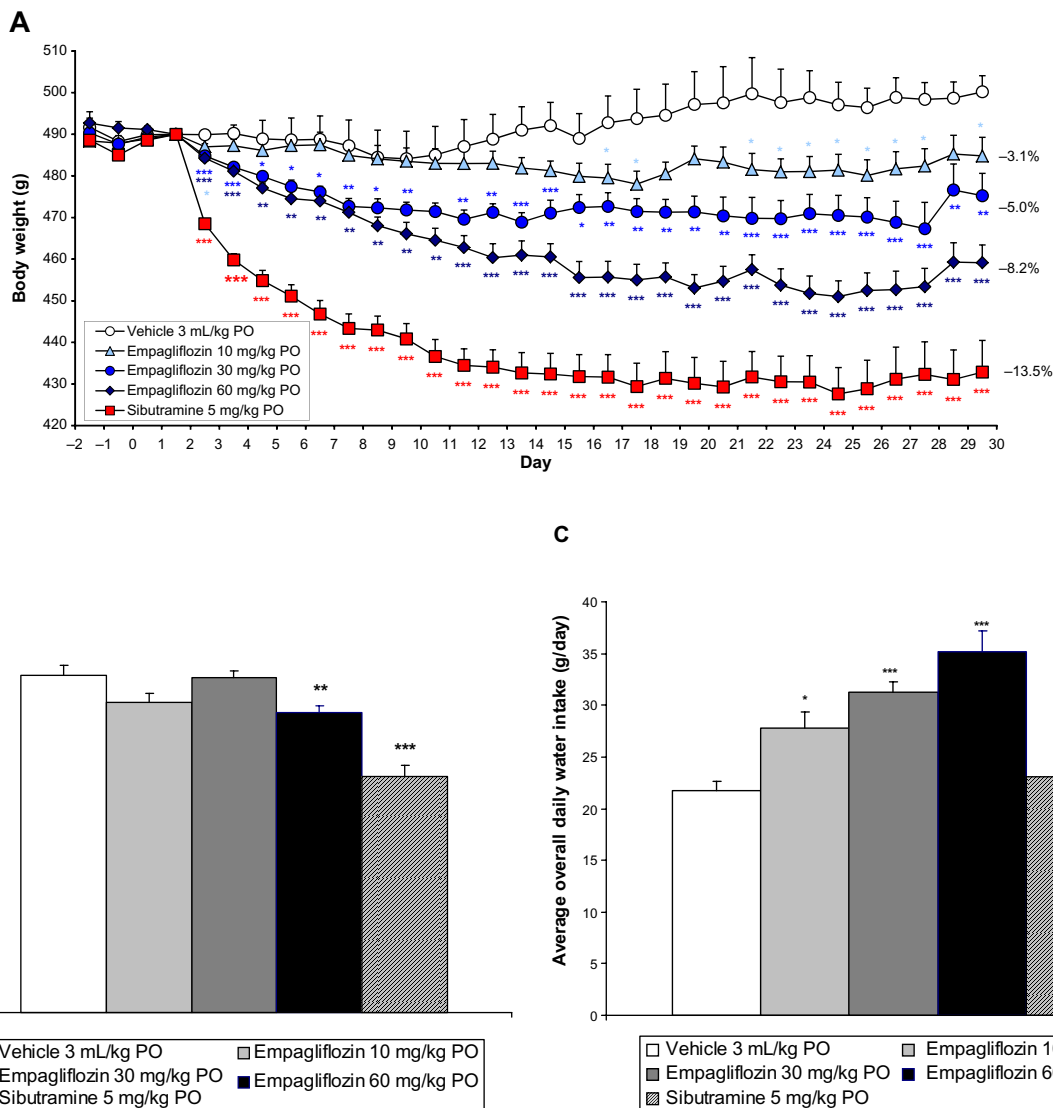 A
510
500
490
480
470
460
450
440
430
420
Body weight (g)
–3.1%
–5.0%
–8.2%
–13.5%
Vehicle 3 mL/kg PO
Empagliflozin 10 mg/kg PO
Empagliflozin 30 mg/kg PO
Empagliflozin 60 mg/kg PO
Sibutramine 5 mg/kg PO
–2 –1 0 1 2 3 4 5 6 7 8 9 10 11 12 13 14 15 16 17 18 19 20 21 22 23 24 25 26 27 28 29 30
Day
**
***
Vehicle 3 mL/kg PO Empagliflozin 10 mg/kg PO
Empagliflozin 30 mg/kg PO Empagliflozin 60 mg/kg PO
Sibutramine 5 mg/kg PO
C
40
35
30
25
20
15
10
5
0
Average overall daily water intake (g/day)
*
***
***
Vehicle 3 mL/kg PO Empagliflozin 1
Empagliflozin 30 mg/kg PO Empagliflozin 6
Sibutramine 5 mg/kg PO